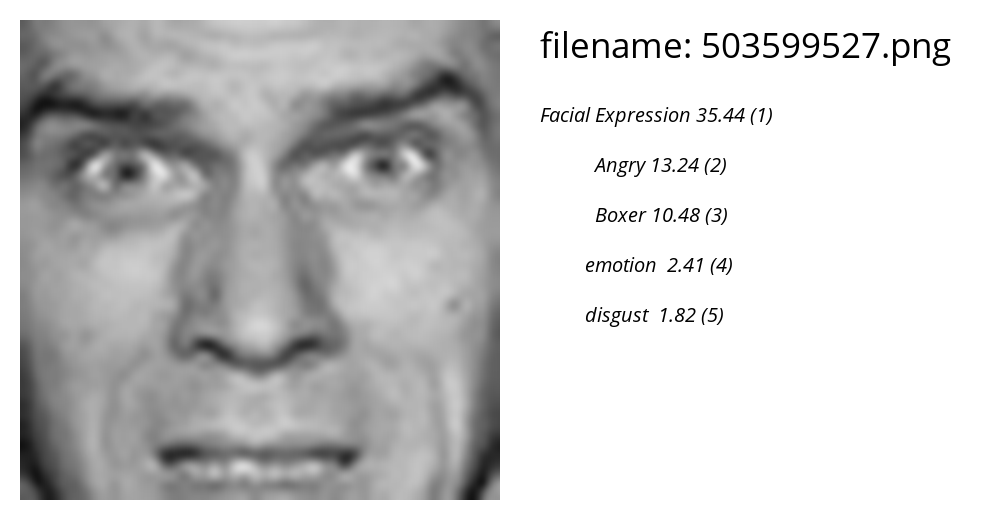 filename: 503599527.png
Facial Expression 35.44 (1)
Angry 13.24 (2)
Boxer 10.48 (3)
emotion 2.41 (4)
disgust 1.82 (5)